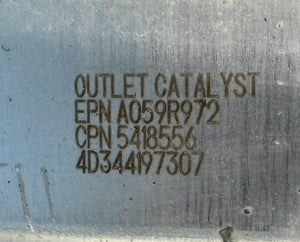 OUTLET CATALYST
EPN A059R972
CPN 5418556
4D344197307